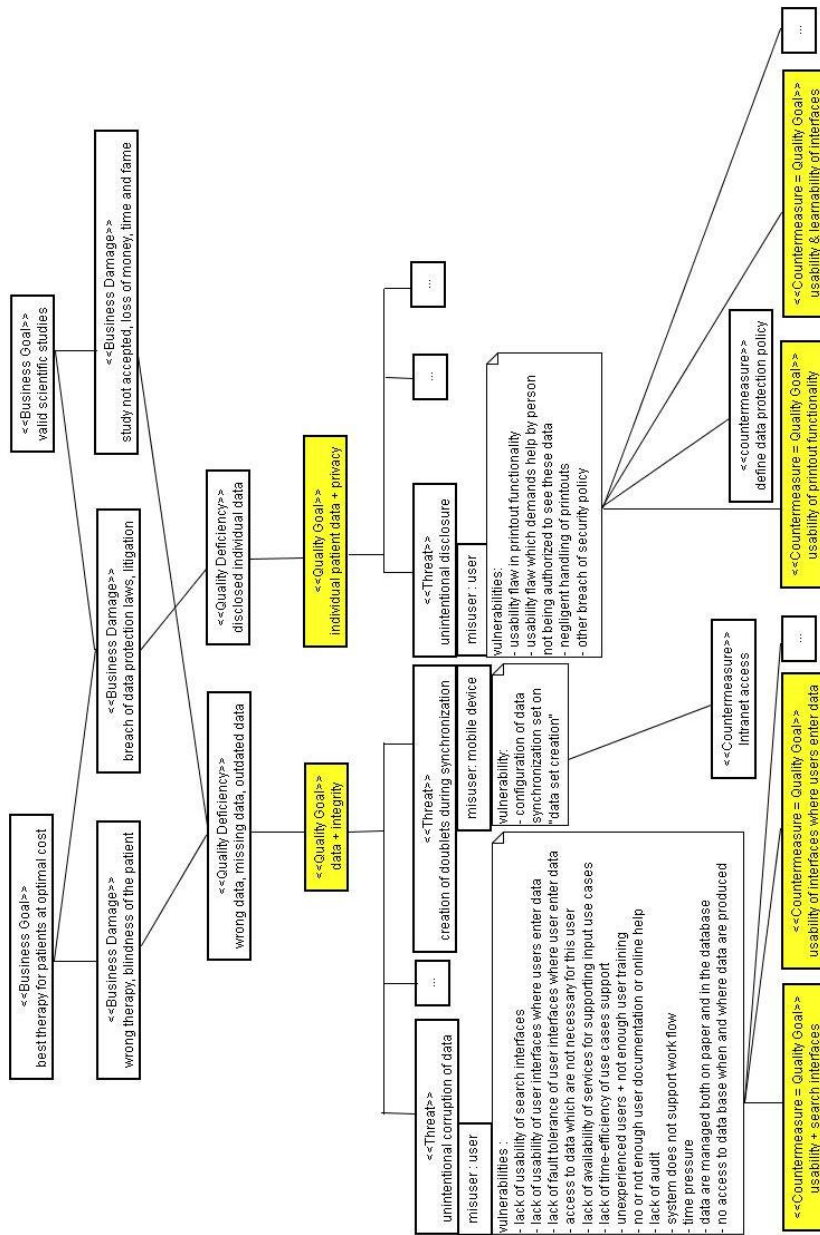 <<Business Goal>>
best therapy for patients at optimal cost
<<Business Goal>>
valid scientific studies
<<Business Damage>>
wrong therapy, blindness of the patient
<<Business Damage>>
breach of data protection laws, litigation
<<Business Damage>>
study not accepted, loss of money, time and fame
<<Quality Deficiency>>
wrong data, missing data, outdated data
<<Quality Deficiency>>
disclosed individual data
<<Quality Goal>>
data + integrity
<<Quality Goal>>
individual patient data + privacy
<<Threat>>
unintentional corruption of data
misuser : user
vulnerabilities :
- lack of usability of search interfaces
- lack of usability of user interfaces where users enter data
- lack of fault tolerance of user interfaces where user enter data
- access to data which are not necessary for this user
- lack of availability of services for supporting input use cases
- lack of time-efficiency of use cases support
- unexperienced users + not enough user training
- no or not enough user documentation or online help
- lack of audit
- system does not support work flow
- time pressure
- data are managed both on paper and in the database
- no access to data base when and where data are produced
...
<<Threat>>
creation of doublets during synchronization
misuser: mobile device
vulnerability:
- configuration of data
synchronization set on
"data set creation"
<<Threat>>
unintentional disclosure
misuser : user
vulnerabilities:
- usability flaw in printout functionality
- usability flaw which demands help by person
not being authorized to see these data
- negligent handling of printouts
- other breach of security policy
...
...
<<Countermeasure>>
Intranet access
<<countermeasure>>
define data protection policy
<<Countermeasure = Quality Goal>>
usability + search interfaces
<<Countermeasure = Quality Goal>>
usability of interfaces where users enter data
...
<<Countermeasure = Quality Goal>>
usability of printout functionality
<<Countermeasure = Quality Goal>>
usability & learnability of interfaces
...